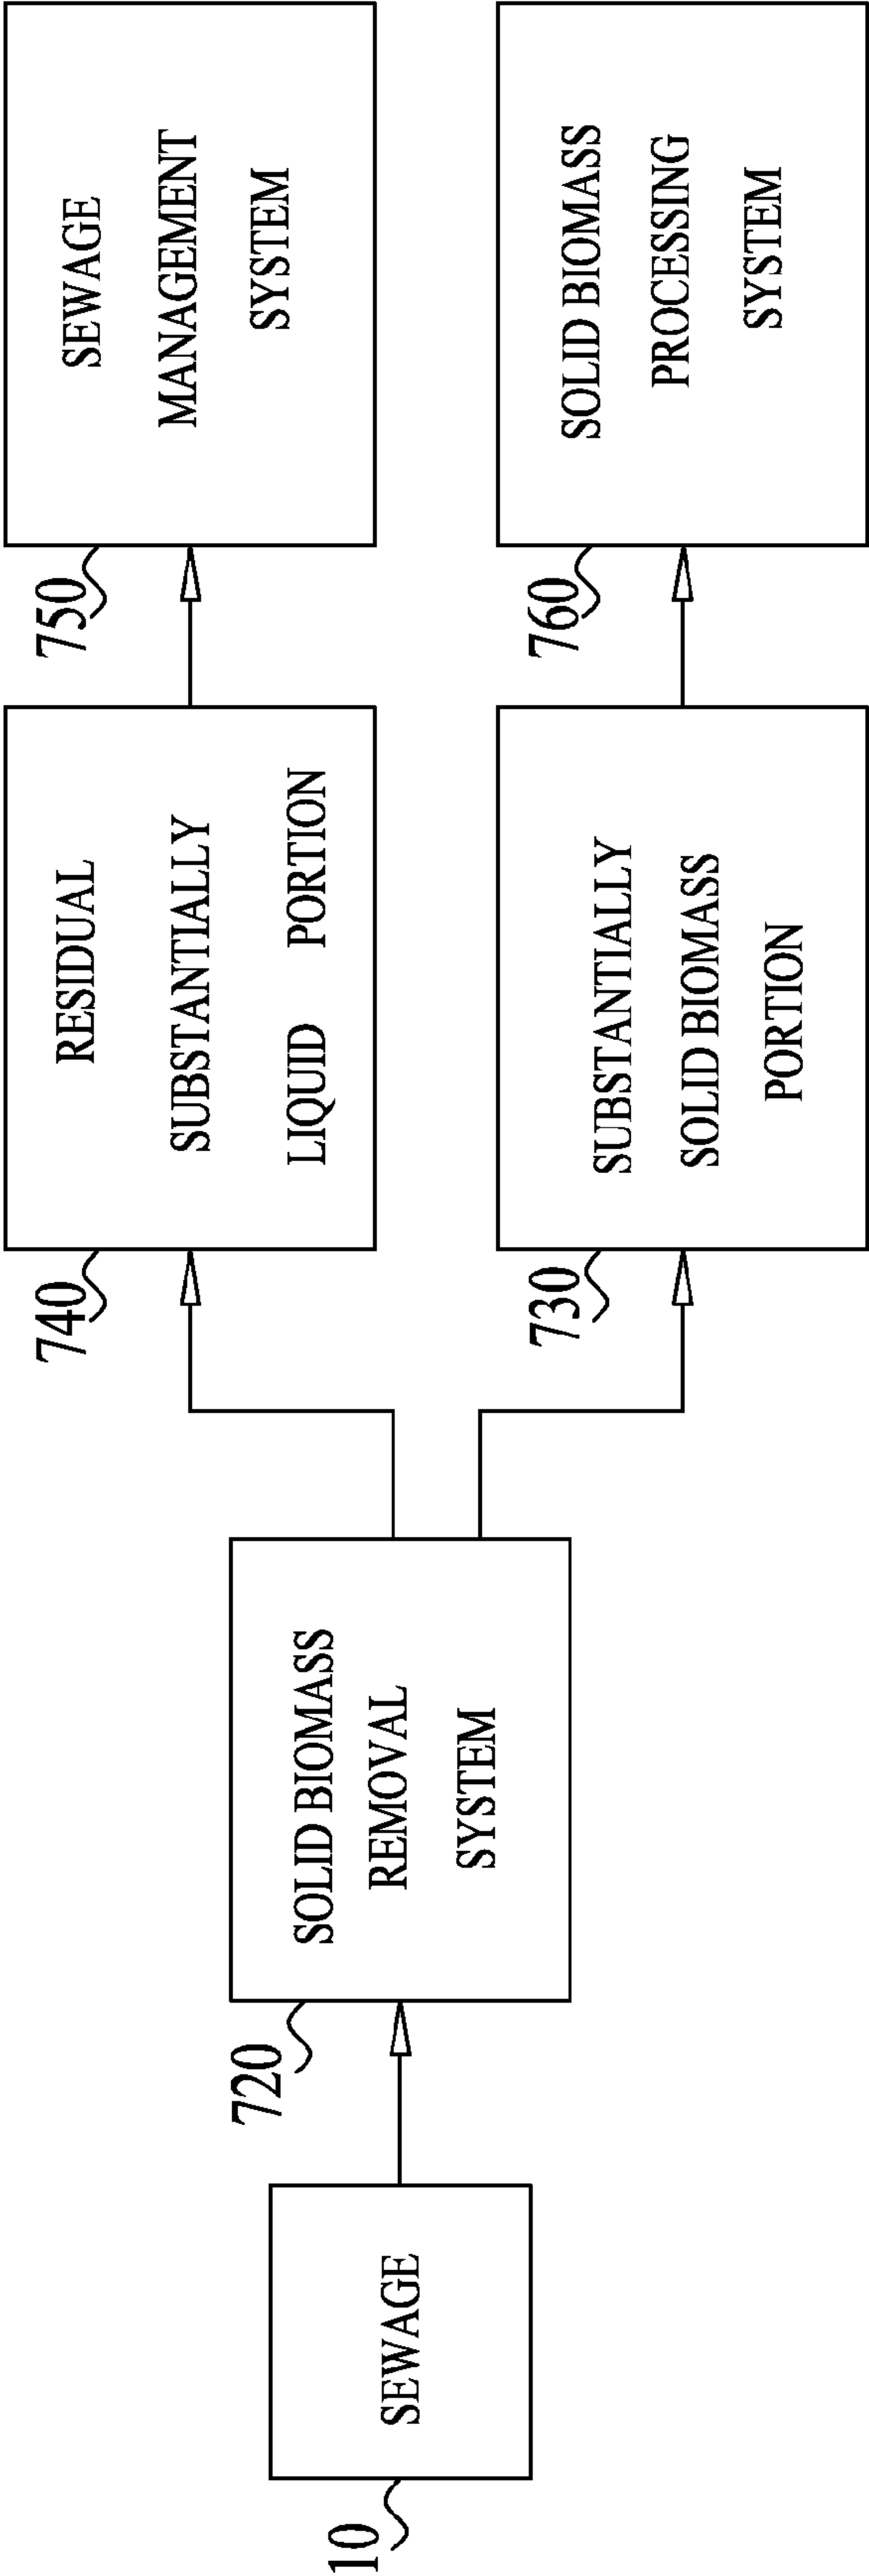 10
SEWAGE
720
SOLID BIOMASS
REMOVAL
SYSTEM
740
RESIDUAL
SUBSTANTIALLY
LIQUID PORTION
750
SEWAGE
MANAGEMENT
SYSTEM
730
SUBSTANTIALLY
SOLID BIOMASS
PORTION
760
SOLID BIOMASS
PROCESSING
SYSTEM